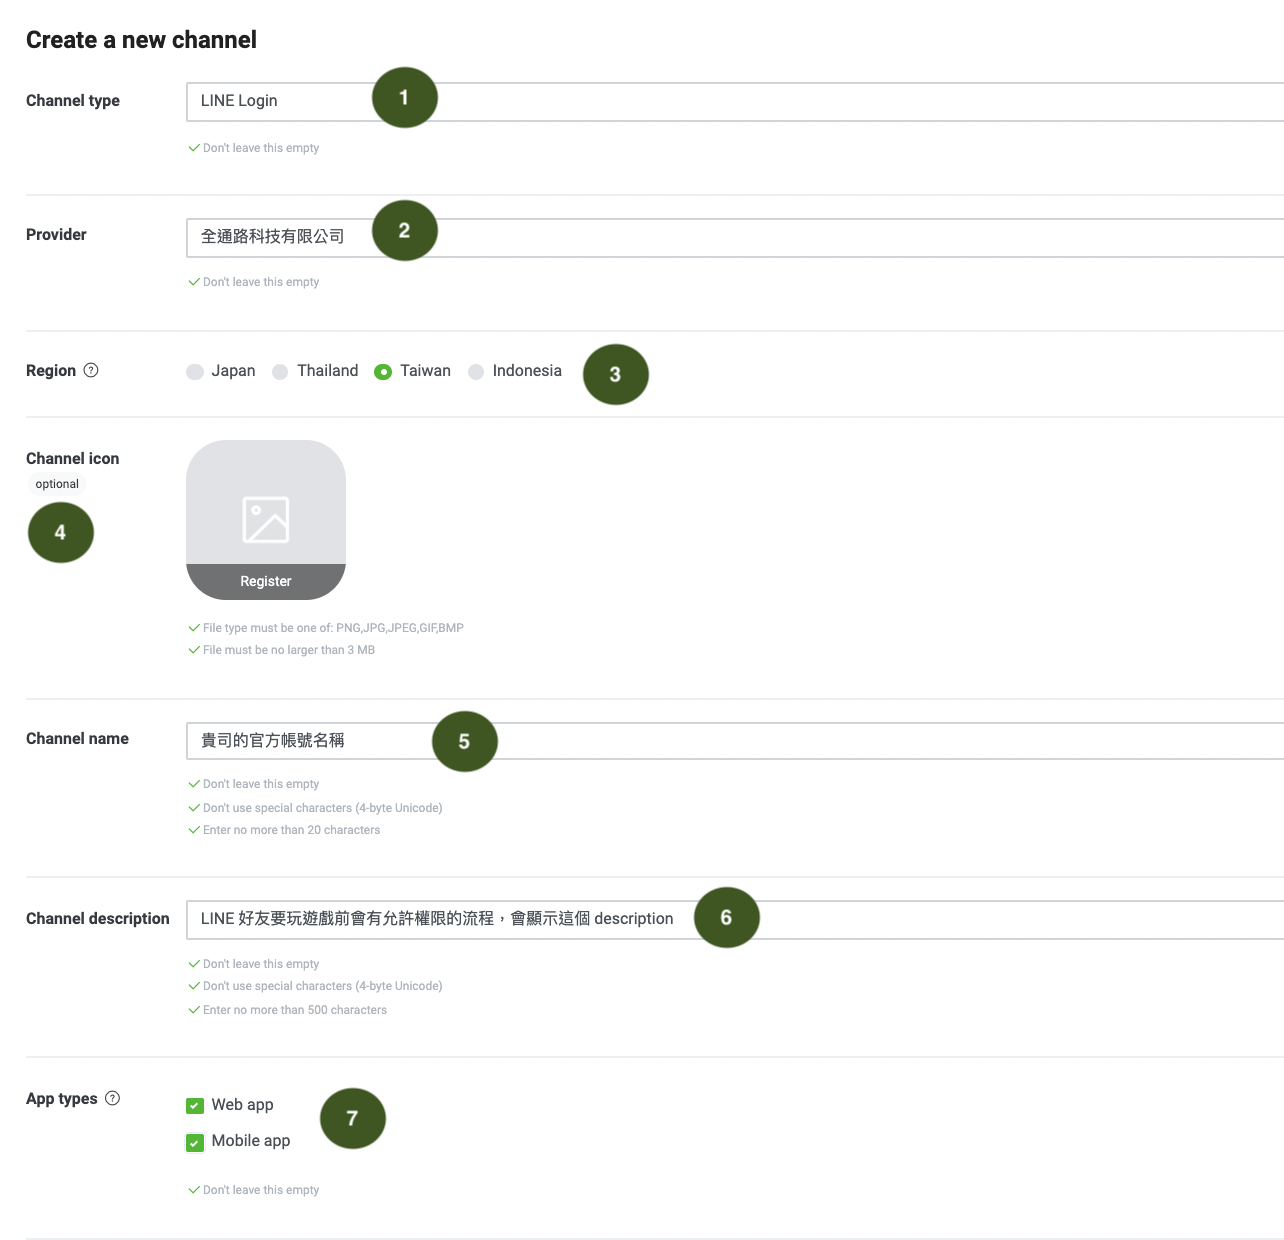 Create a new channel
Channel type
LINE Login
1
Don't leave this empty
Provider
全通路科技有限公司
2
Don't leave this empty
Region ?
Japan Thailand Taiwan Indonesia
3
Channel icon
optional
4
Register
File type must be one of: PNG,JPG,JPEG,GIF,BMP
File must be no larger than 3 MB
Channel name
貴司的官方帳號名稱
5
Don't leave this empty
Don't use special characters (4-byte Unicode)
Enter no more than 20 characters
Channel description
LINE 好友要玩遊戲前會有允許權限的流程，會顯示這個 description
6
Don't leave this empty
Don't use special characters (4-byte Unicode)
Enter no more than 500 characters
App types ?
Web app
7
Mobile app
Don't leave this empty